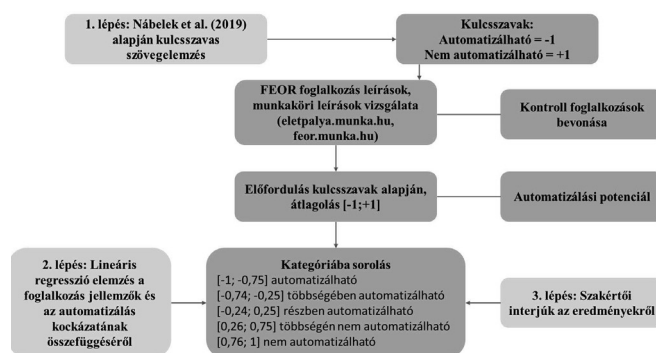 1. lépés: Nábelek et al. (2019)
alapján kulcsszavas
szövegelemzés
Kulcsszavak:
Automatizálható = -1
Nem automatizálható = +1
FEOR foglalkozás leírások,
munkaköri leírások vizsgálata
(eletpalya.munka.hu,
feor.munka.hu)
Kontroll foglalkozások
bevonása
Előfordulás kulcsszavak alapján,
átlagolás [-1;+1]
Automatizálási potenciál
2. lépés: Lineáris
regresszió elemzés a
foglalkozás jellemzők és
az automatizálás
kockázatának
összefüggéséről
Kategóriába sorolás
[-1; -0,75] automatizálható
[-0,74; -0,25] többségében automatizálható
[-0,24; 0,25] részben automatizálható
[0,26; 0,75] többségén nem automatizálható
[0,76; 1] nem automatizálható
3. lépés: Szakértői
interjúk az eredményekről